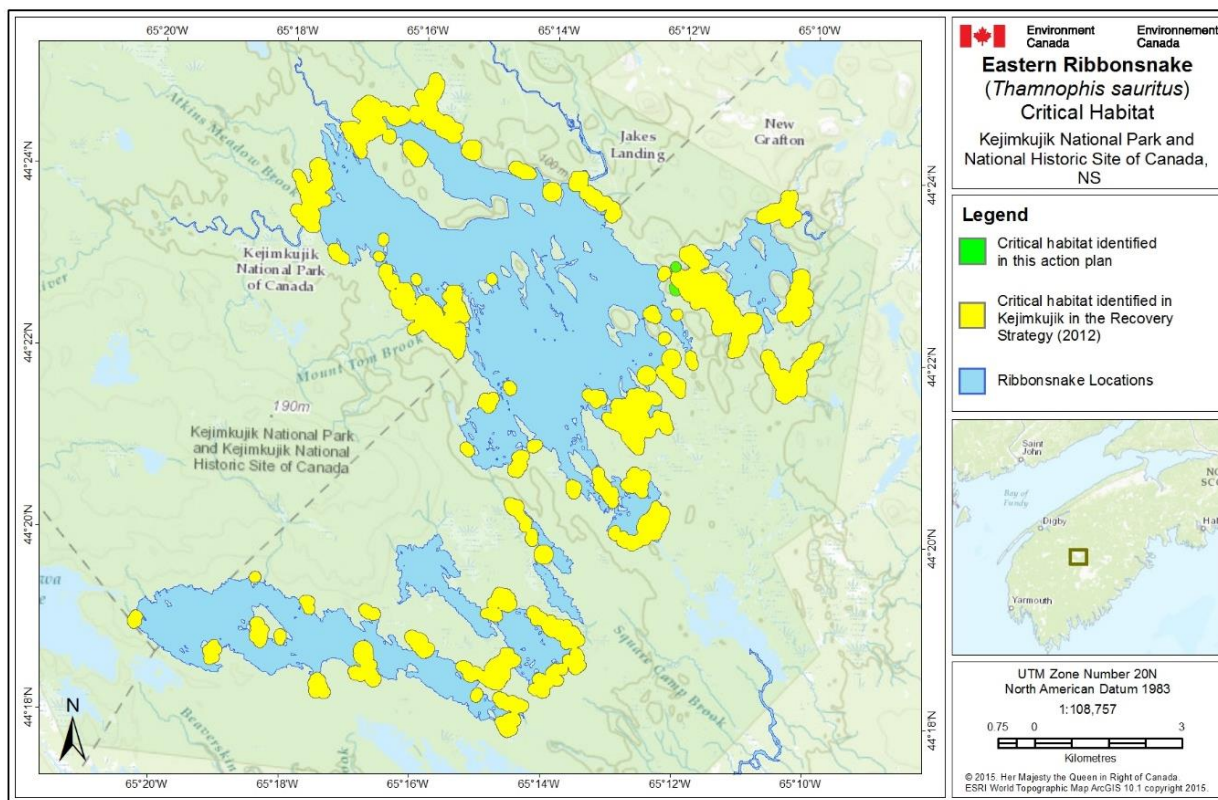 65°20'W 65°18'W 65°16'W 65°14'W 65°12'W 65°10'W
44°24'N
44°22'N
44°20'N
44°18'N
Atkins Meadow Brook
Jakes
Landing
New
Grafton
100m
Kejimkujik
National Park
of Canada
River
Mount Tom Brook
190m
Kejimkujik National Park
and Kejimkujik National
Historic Site of Canada
Square Camp Brook
Beaverskin
Brook
N
44°24'N
44°22'N
44°20'N
44°18'N
65°20'W 65°18'W 65°16'W 65°14'W 65°12'W 65°10'W
Environment
Canada
Environnement
Canada
Eastern Ribbonsnake
(Thamnophis sauritus)
Critical Habitat
Kejimkujik National Park and
National Historic Site of Canada,
NS
Legend
Critical habitat identified
in this action plan
Critical habitat identified in
Kejimkujik in the Recovery
Strategy (2012)
Ribbonsnake Locations
Saint
John
Bay of
Fundy
Digby
Yarmouth
UTM Zone Number 20N
North American Datum 1983
1:108,757
0.75 0 3
Kilometres
© 2015. Her Majesty the Queen in Right of Canada.
ESRI World Topographic Map ArcGIS 10.1 copyright 2015.